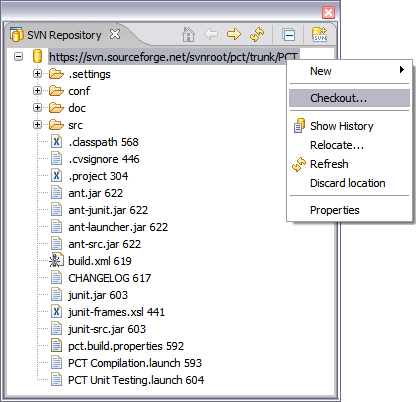 SVN Repository
SVN
https://svn.sourceforge.net/svnroot/pct/trunk/PCT
.settings
conf
doc
src
.classpath 568
.cvsignore 446
.project 304
ant.jar 622
ant-junit.jar 622
ant-launcher.jar 622
ant-src.jar 622
build.xml 619
CHANGELOG 617
junit.jar 603
junit-frames.xsl 441
junit-src.jar 603
pct.build.properties 592
PCT Compilation.launch 593
PCT Unit Testing.launch 604
New
Checkout...
Show History
Relocate...
Refresh
Discard location
Properties